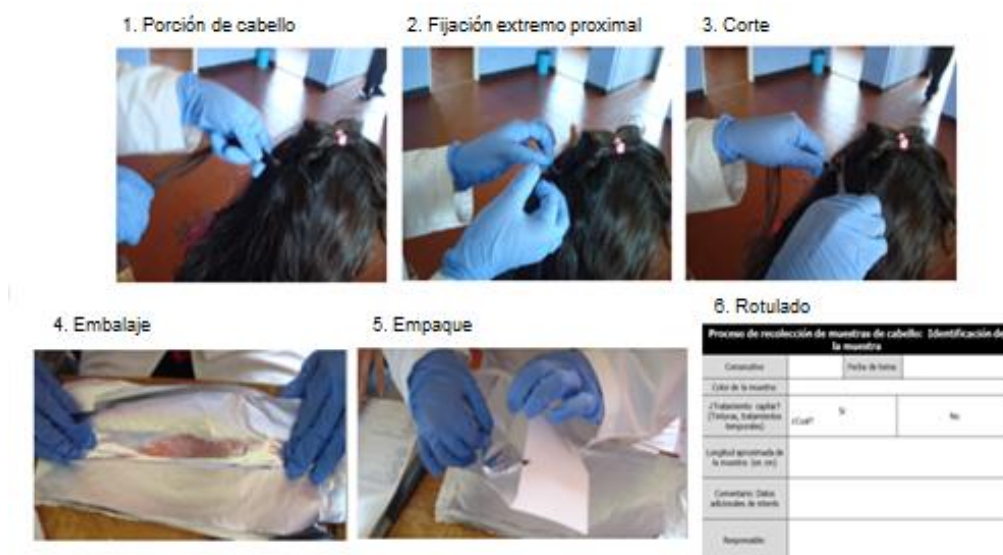 1. Porción de cabello
2. Fijación extremo proximal
3. Corte
4. Embalaje
5. Empaque
6. Rotulado
Proceso de recolección de muestras de cabello: Identificación de
la muestra
Consecutivo
Fecha de toma
Color de la muestra
¿Tratamiento capilar?
(Tinturas, tratamientos
temporales)
Si
¿Cuál?
No
Longitud aproximada de
la muestra (en cm)
Comentario: Datos
adicionales de interés
Responsable